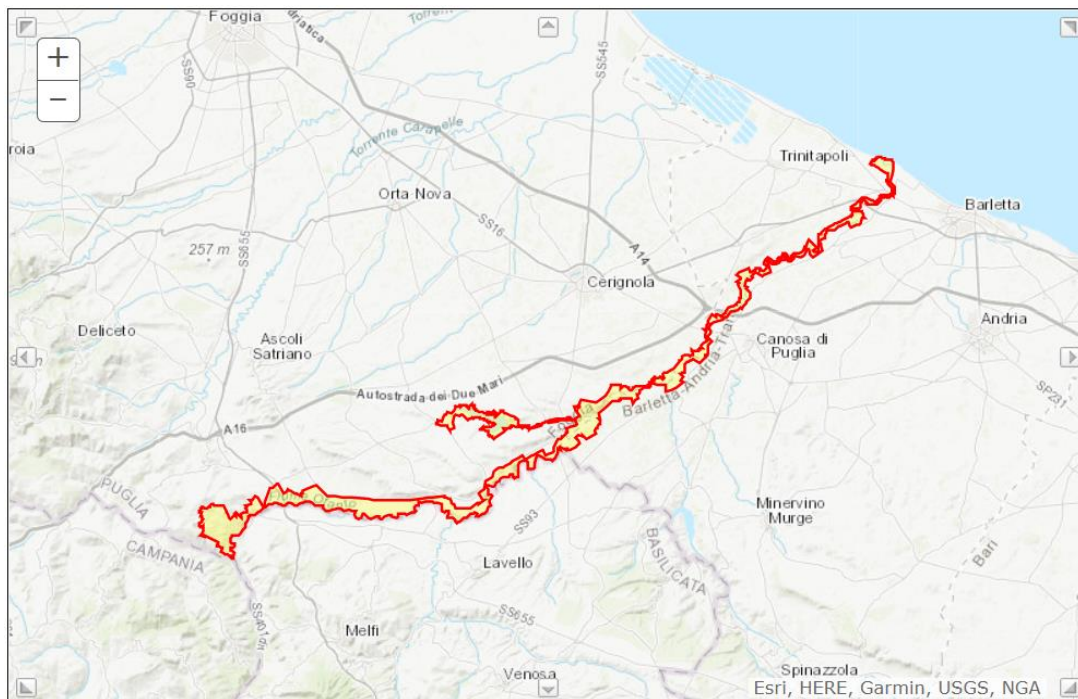 Foggia
+
−
SS90
SS545
SS655
Torrente Carapelle
roia
Trinitapoli
Orta Nova
SS16
Barletta
A14
257 m
Cerignola
Deliceto
Ascoli
Satriano
Canosa di
Puglia
Andria
Autostrada dei Due Mari
Barletta-Andria-Trani
SP231
A16
Foggia
PUGLIA
CAMPANIA
SS93
BASILICATA
Minervino
Murge
Bari
Lavello
SS655
Melfi
Venosa
Spinazzola
Esri, HERE, Garmin, USGS, NGA